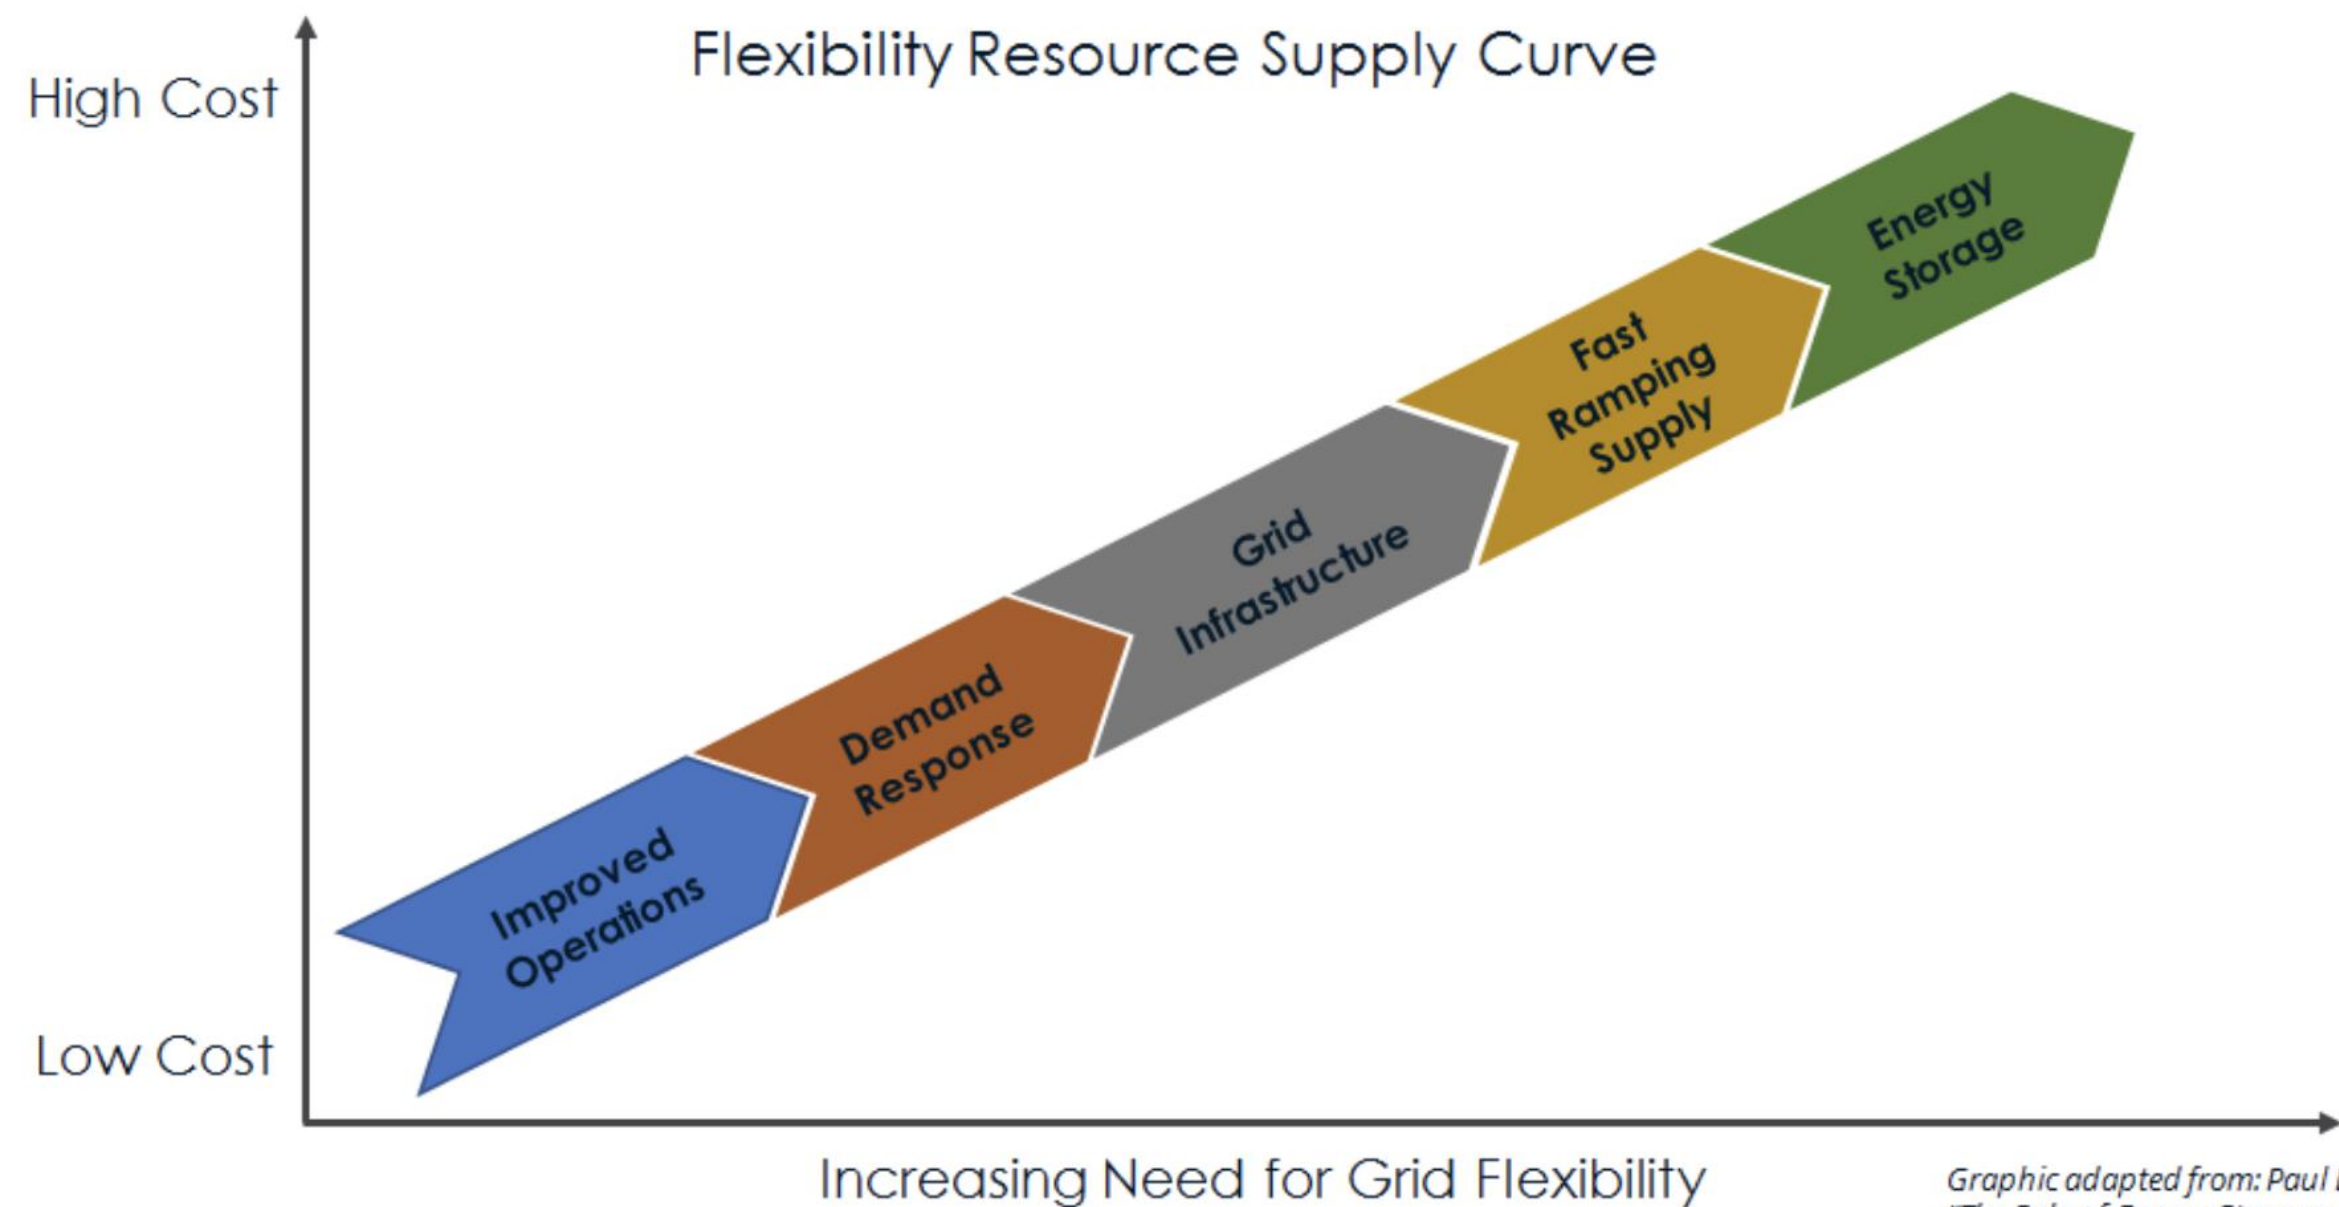 Flexibility Resource Supply Curve
High Cost
Energy
Storage
Fast
Ramping
Supply
Grid
Infrastructure
Demand
Response
Improved
Operations
Low Cost
Increasing Need for Grid Flexibility
Graphic adapted from: Paul